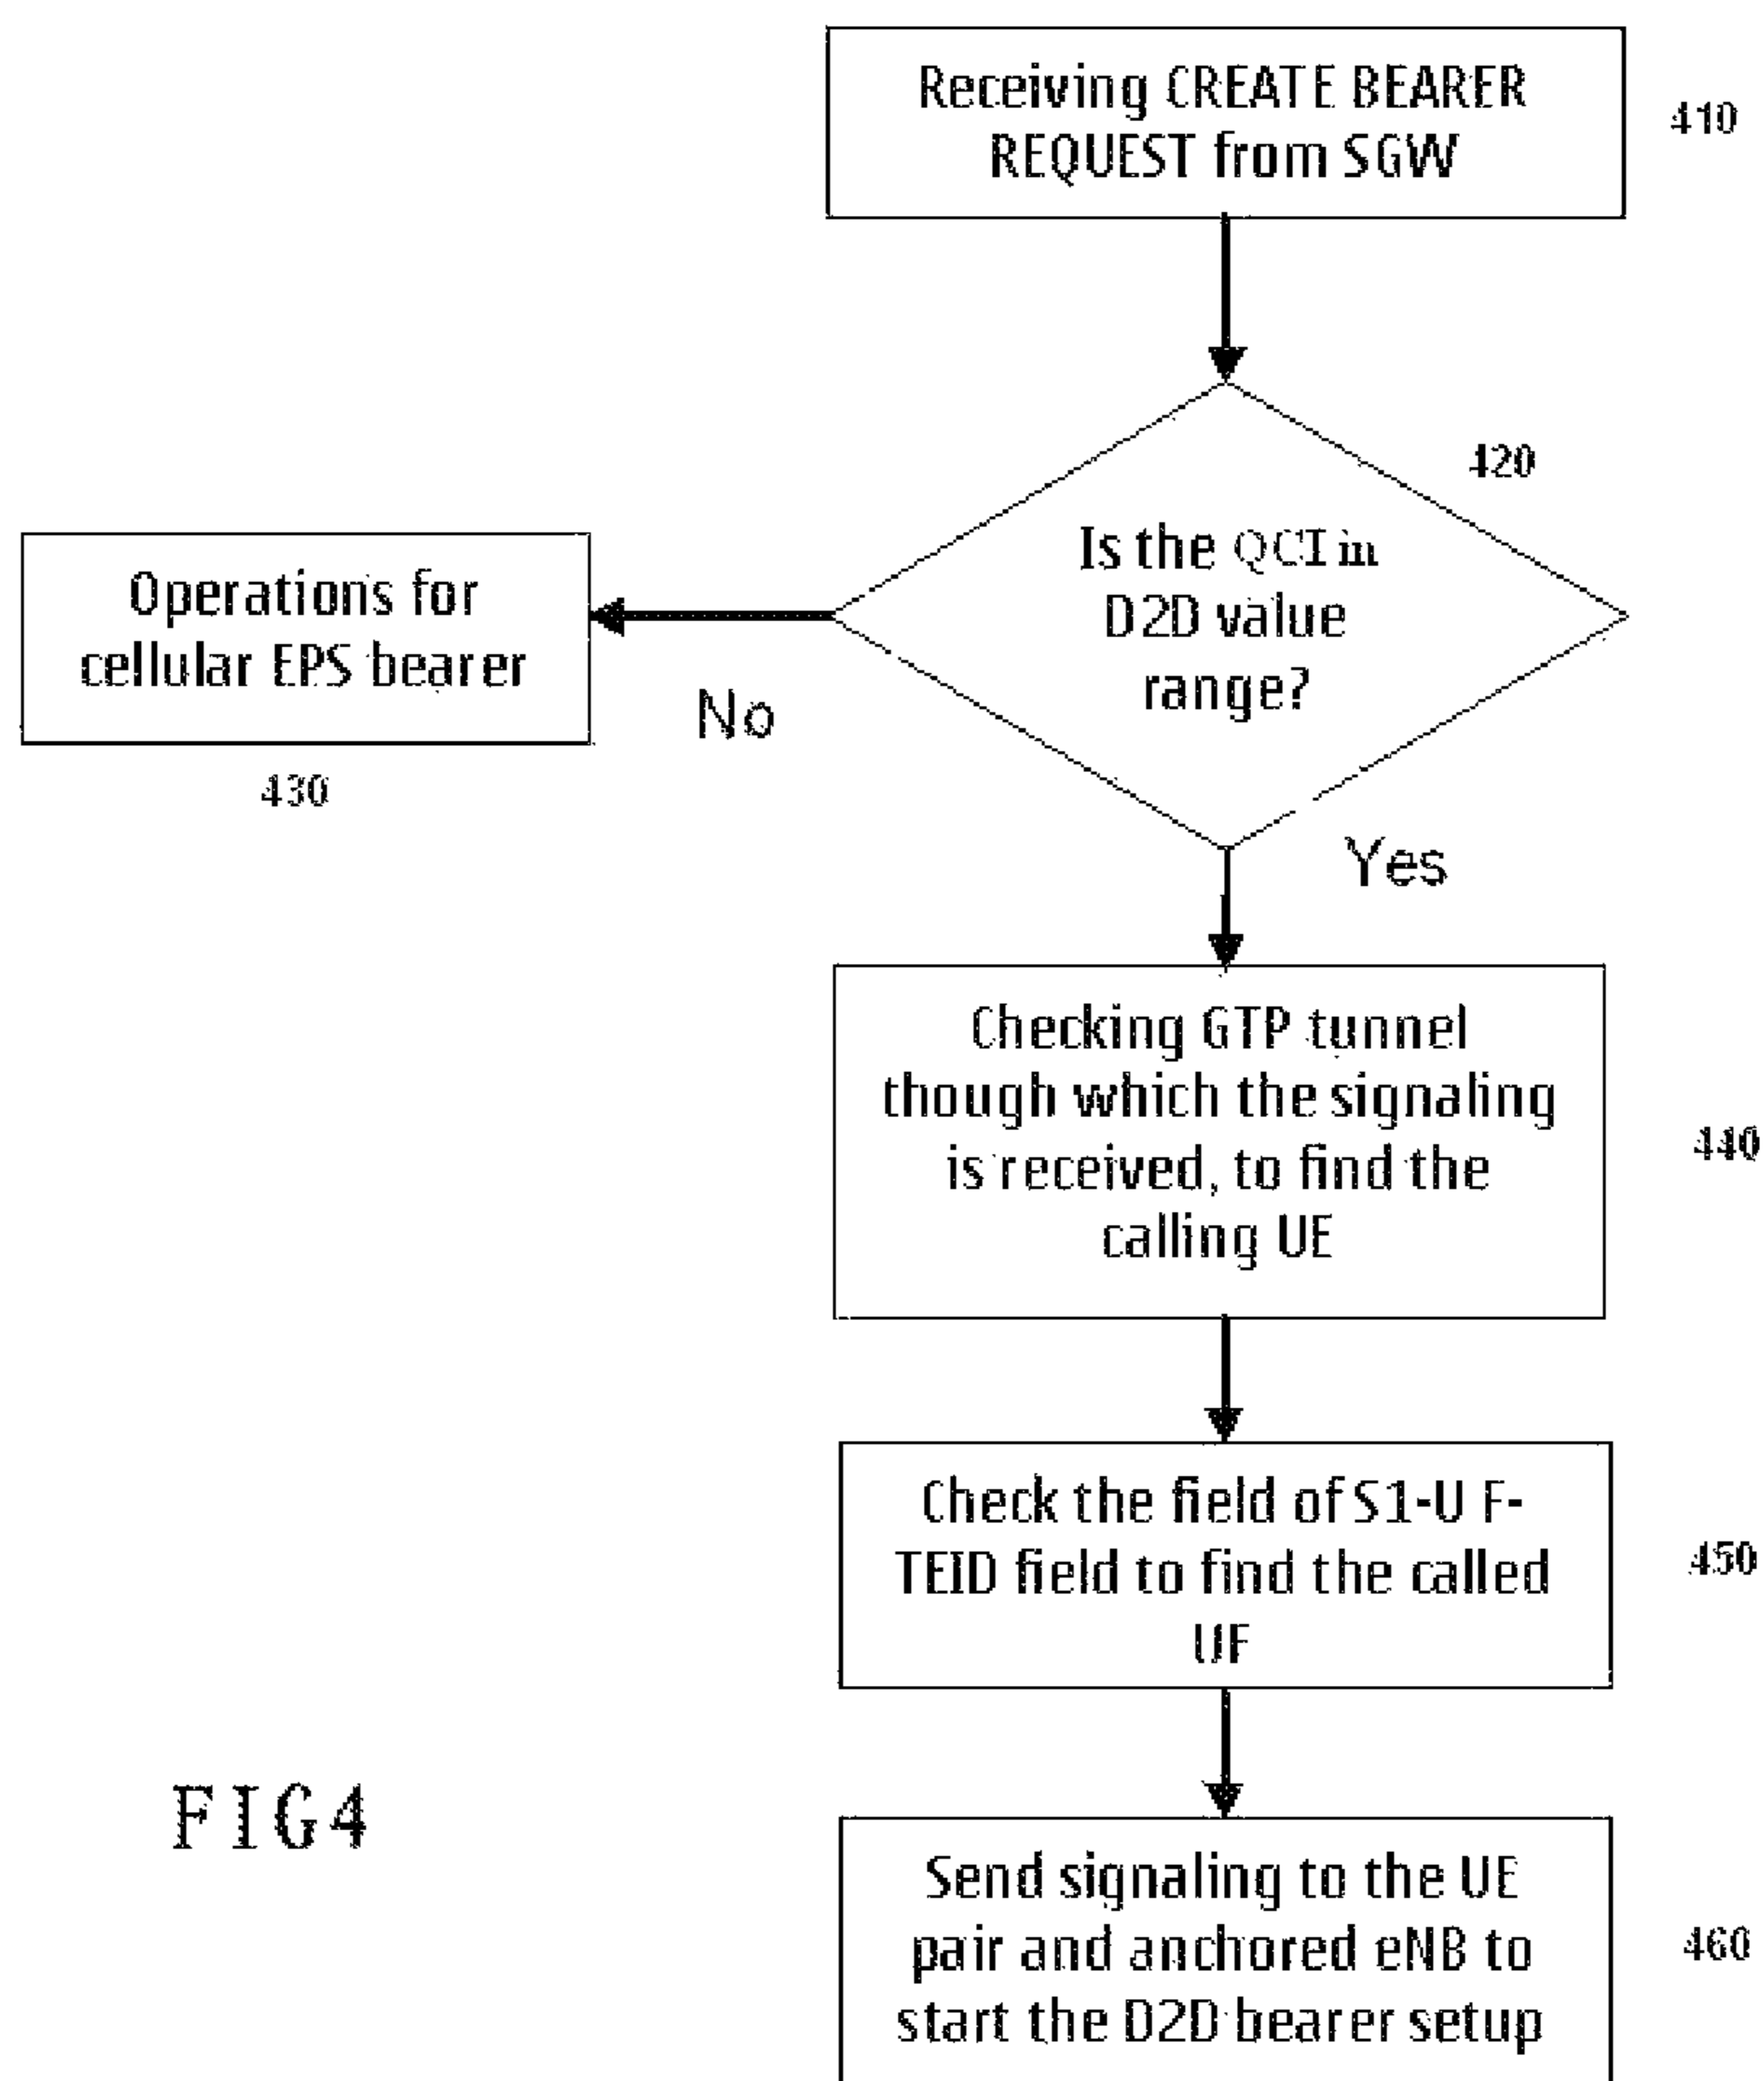 Receiving CREATE BEARER
REQUEST from SGW
410
420
Is the QCI in
D2D value
range?
Operations for
cellular EPS bearer
No
430
Yes
Checking GTP tunnel
though which the signaling
is received, to find the
calling UE
440
Check the field of S1-U F-
TEID field to find the called
UE
450
Send signaling to the UE
pair and anchored eNB to
start the D2D bearer setup
460
FIG4